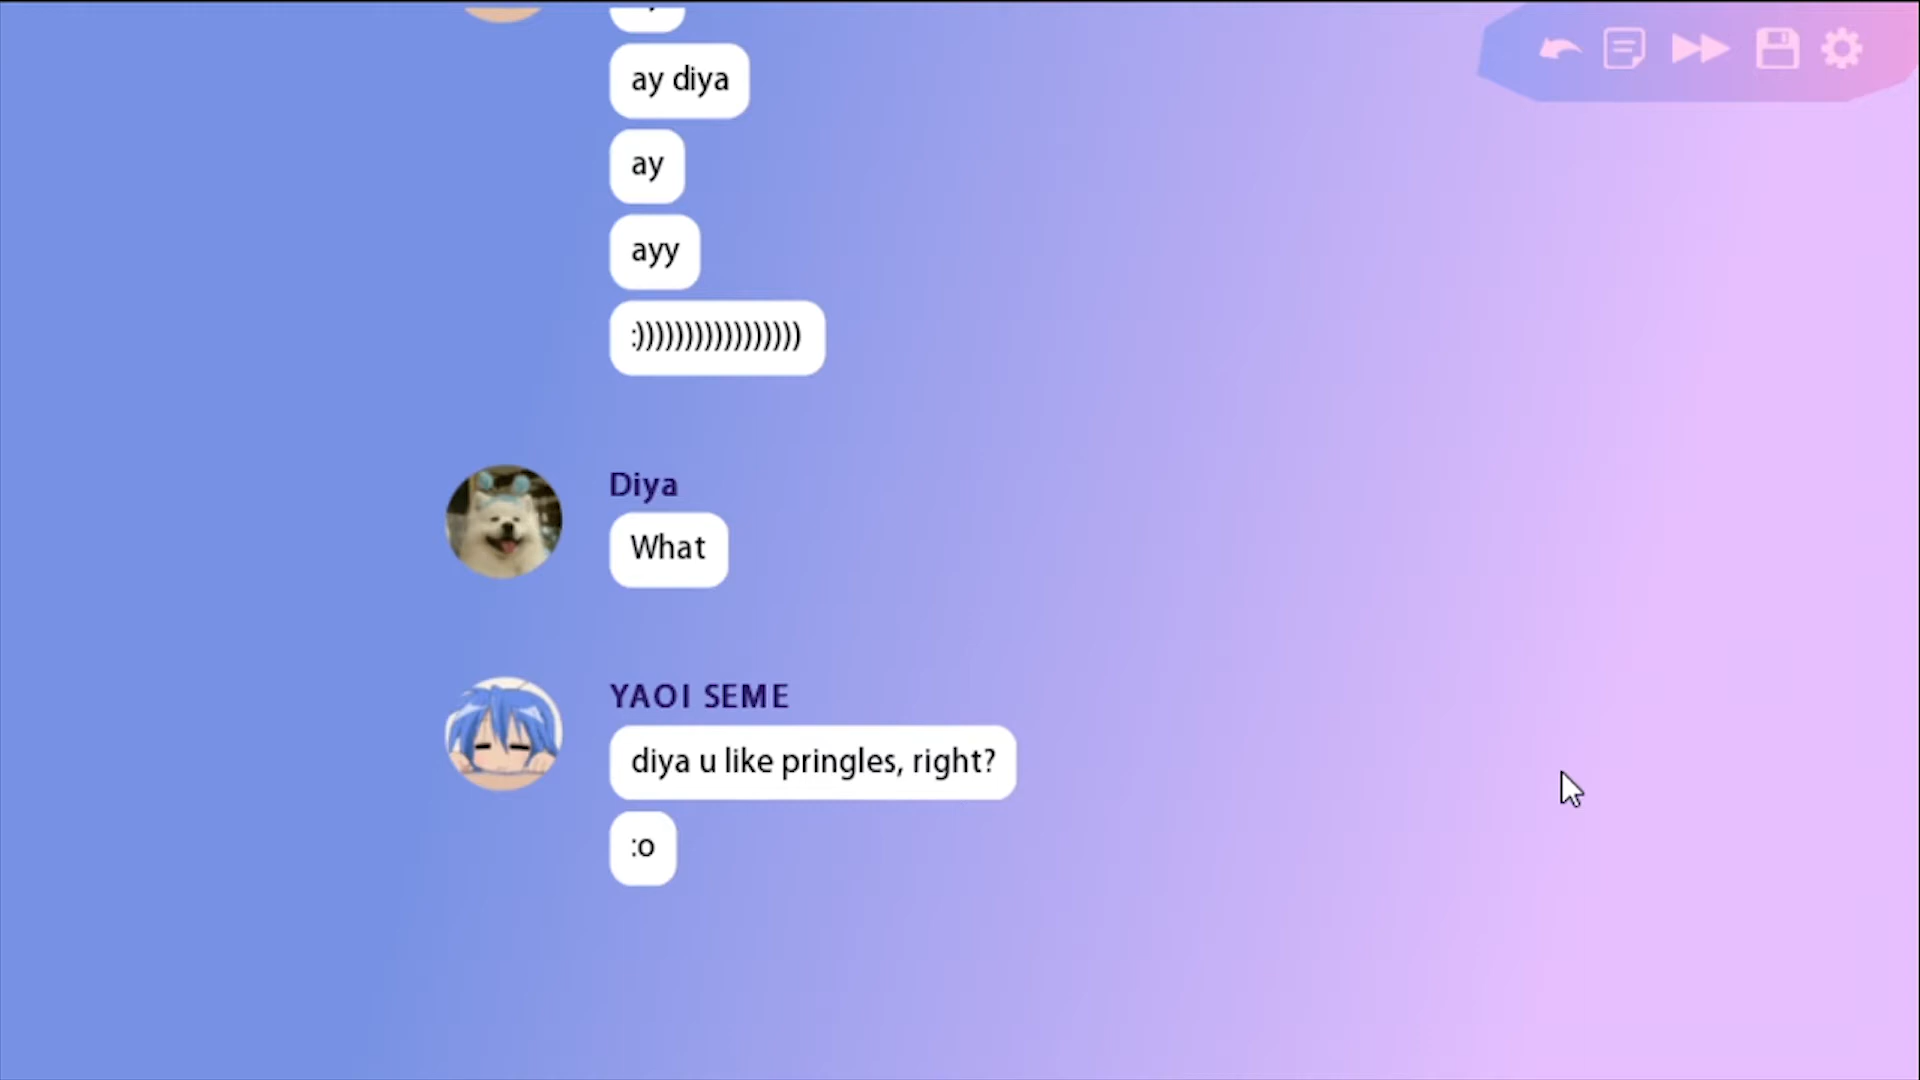 ay diya
ay
ayy
:)))))))))))))))))
Diya
What
YAOI SEME
diya u like pringles, right?
:o